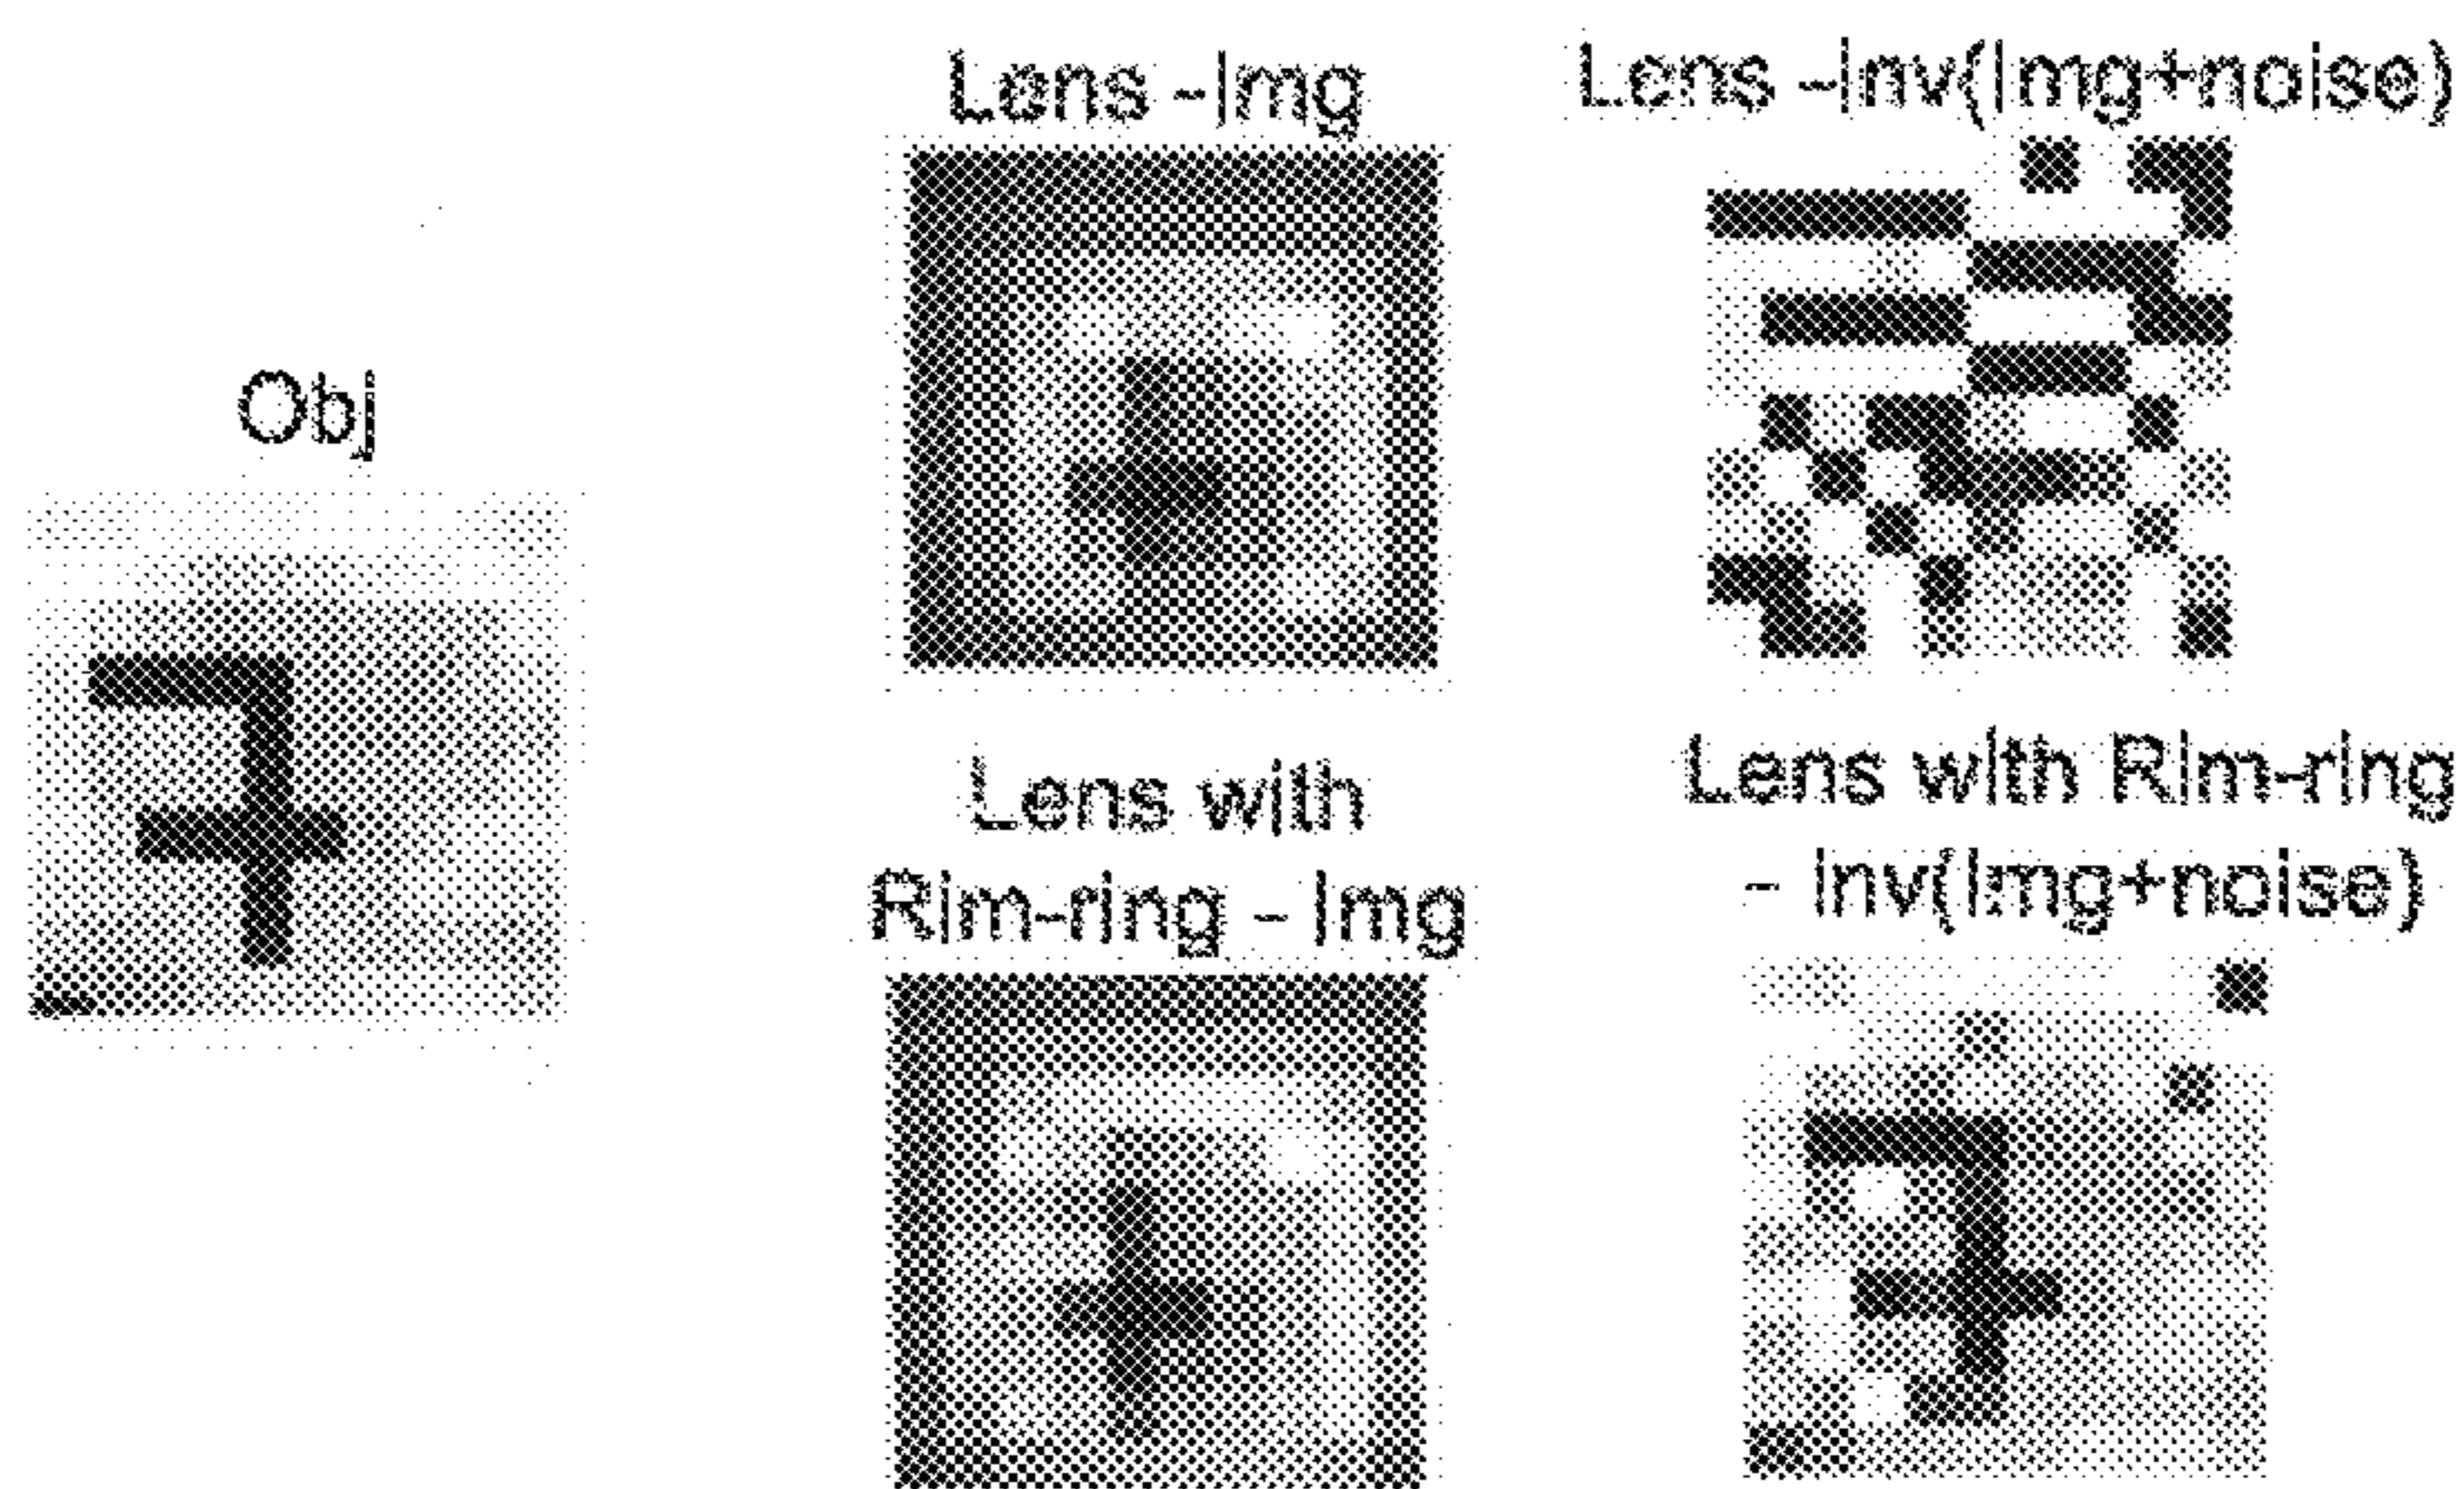 Lens -Img
Lens -Inv(Img+noise)
Obj
Lens with
Rim-ring - Img
Lens with Rim-ring
- Inv(Img+noise)